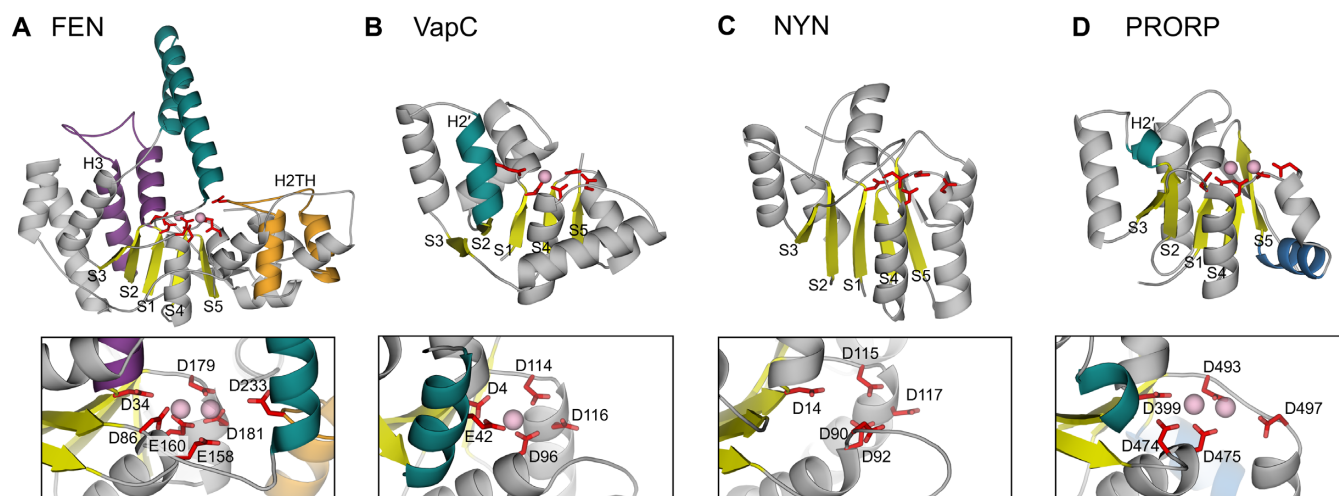 A FEN
B VapC
C NYN
D PRORP
H3
H2TH
S3
S2
S1
S4
S5
H2'
S3
S2
S1
S4
S5
S3
S2
S1
S4
S5
H2'
S3
S2
S1
S4
S5
D179
D233
D34
D86
E160
D181
E158
D114
D4
D116
E42
D96
D115
D14
D117
D90
D92
D493
D399
D497
D474
D475